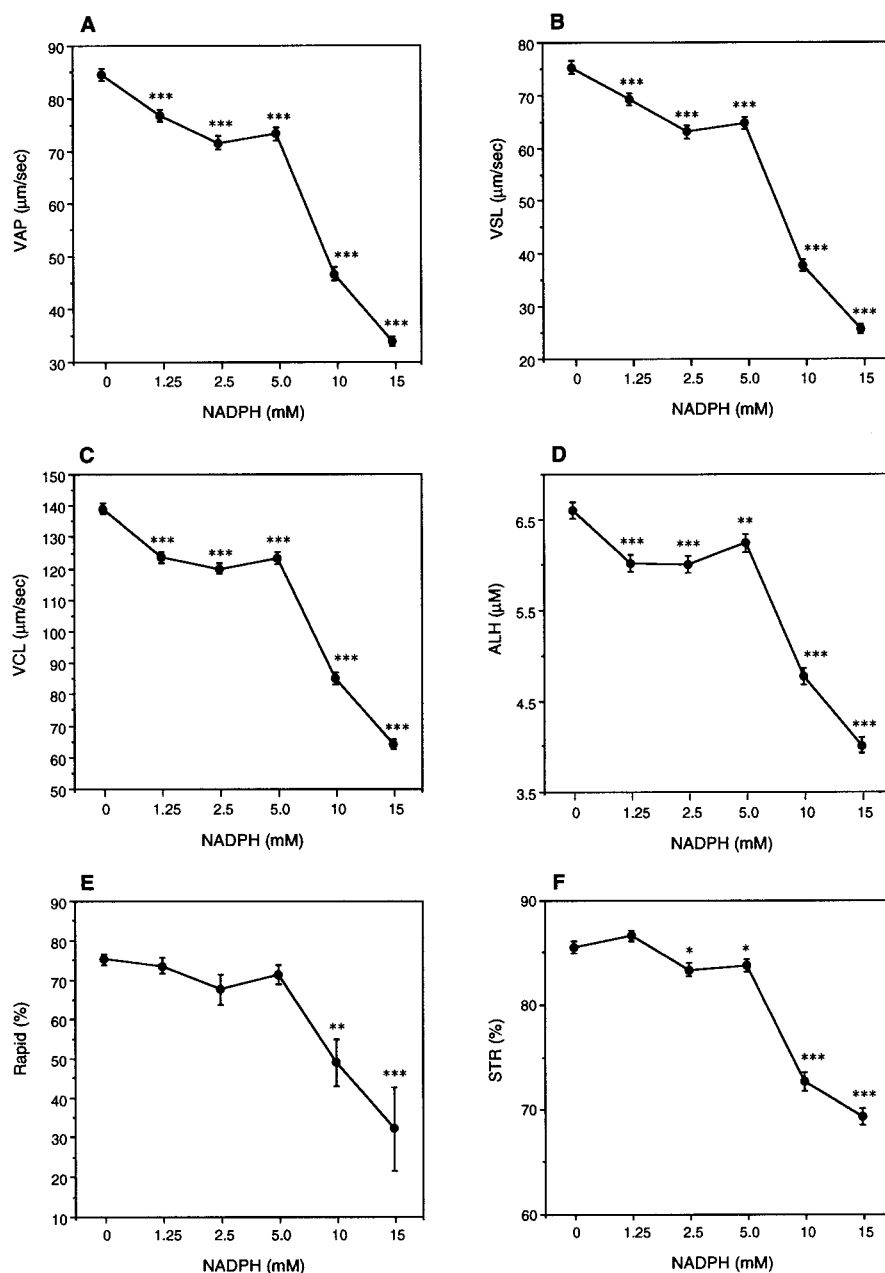 A
90
80
70
60
50
40
30
VAP (µm/sec)
***
***
***
***
***
0 1.25 2.5 5.0 10 15
NADPH (mM)
B
80
70
60
50
40
30
20
VSL (µm/sec)
***
***
***
***
***
0 1.25 2.5 5.0 10 15
NADPH (mM)
C
150
140
130
120
110
100
90
80
70
60
50
VCL (µm/sec)
***
***
***
***
***
0 1.25 2.5 5.0 10 15
NADPH (mM)
D
6.5
5.5
4.5
3.5
ALH (µM)
***
***
**
***
***
0 1.25 2.5 5.0 10 15
NADPH (mM)
E
90
80
70
60
50
40
30
20
10
Rapid (%)
**
***
0 1.25 2.5 5.0 10 15
NADPH (mM)
F
90
80
70
60
STR (%)
*
*
***
***
0 1.25 2.5 5.0 10 15
NADPH (mM)